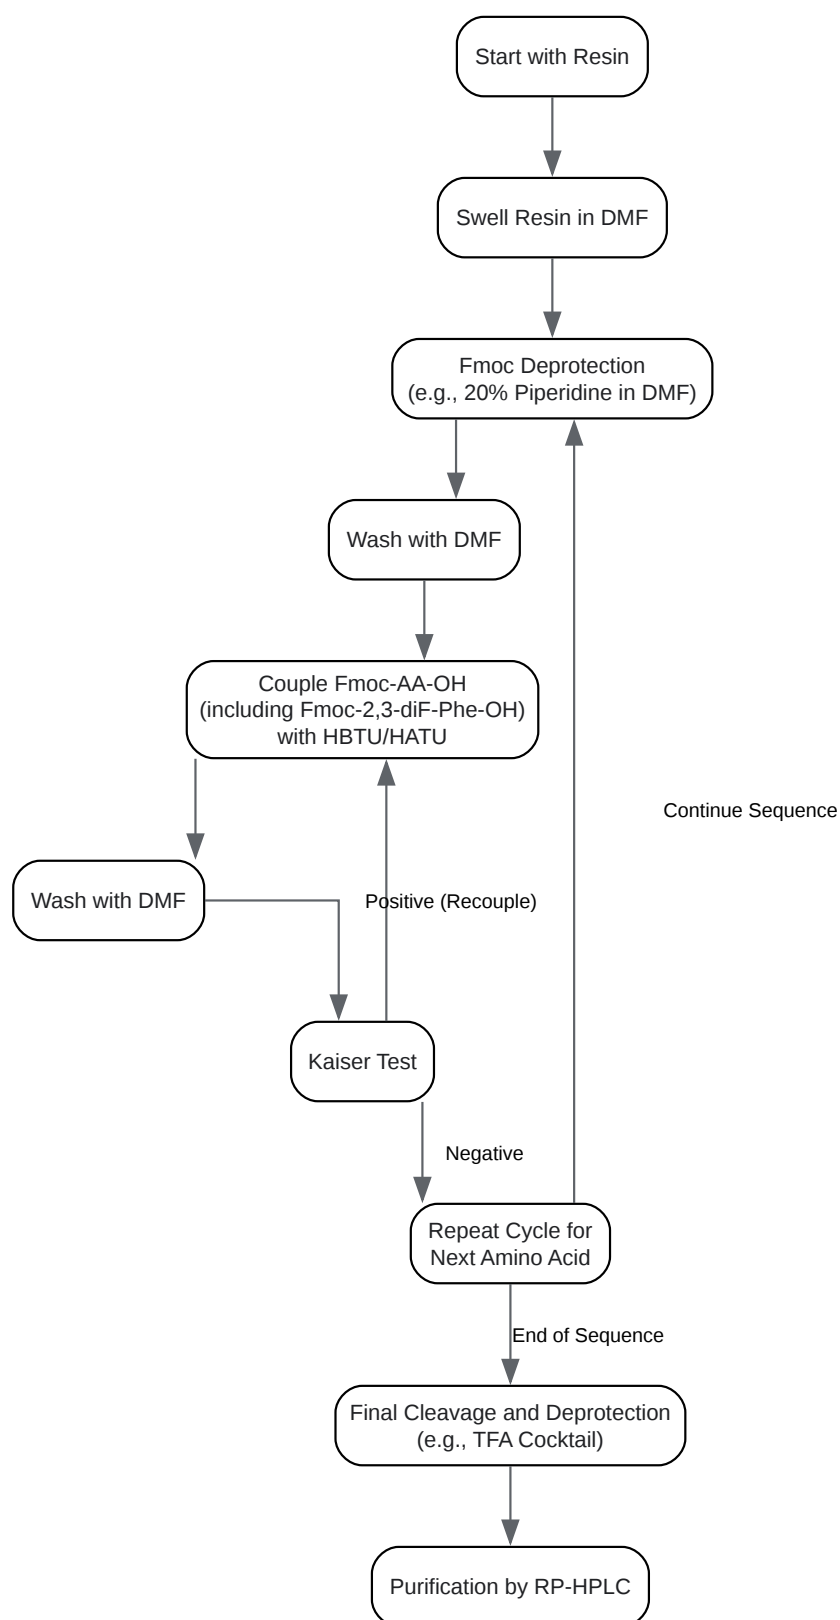 Start with Resin
Swell Resin in DMF
Fmoc Deprotection
(e.g., 20% Piperidine in DMF)
Wash with DMF
Couple Fmoc-AA-OH
(including Fmoc-2,3-diF-Phe-OH)
with HBTU/HATU
Continue Sequence
Wash with DMF
Positive (Recouple)
Kaiser Test
Negative
Repeat Cycle for
Next Amino Acid
End of Sequence
Final Cleavage and Deprotection
(e.g., TFA Cocktail)
Purification by RP-HPLC